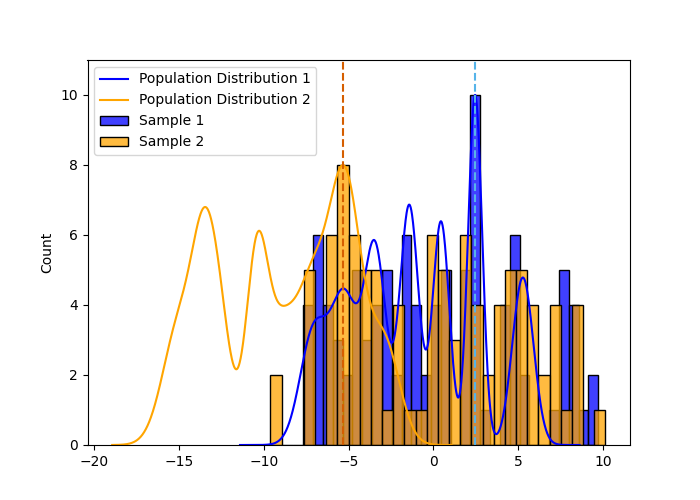 Population Distribution 1
Population Distribution 2
Sample 1
Sample 2
Count
10
8
6
4
2
0
−20 −15 −10 −5 0 5 10